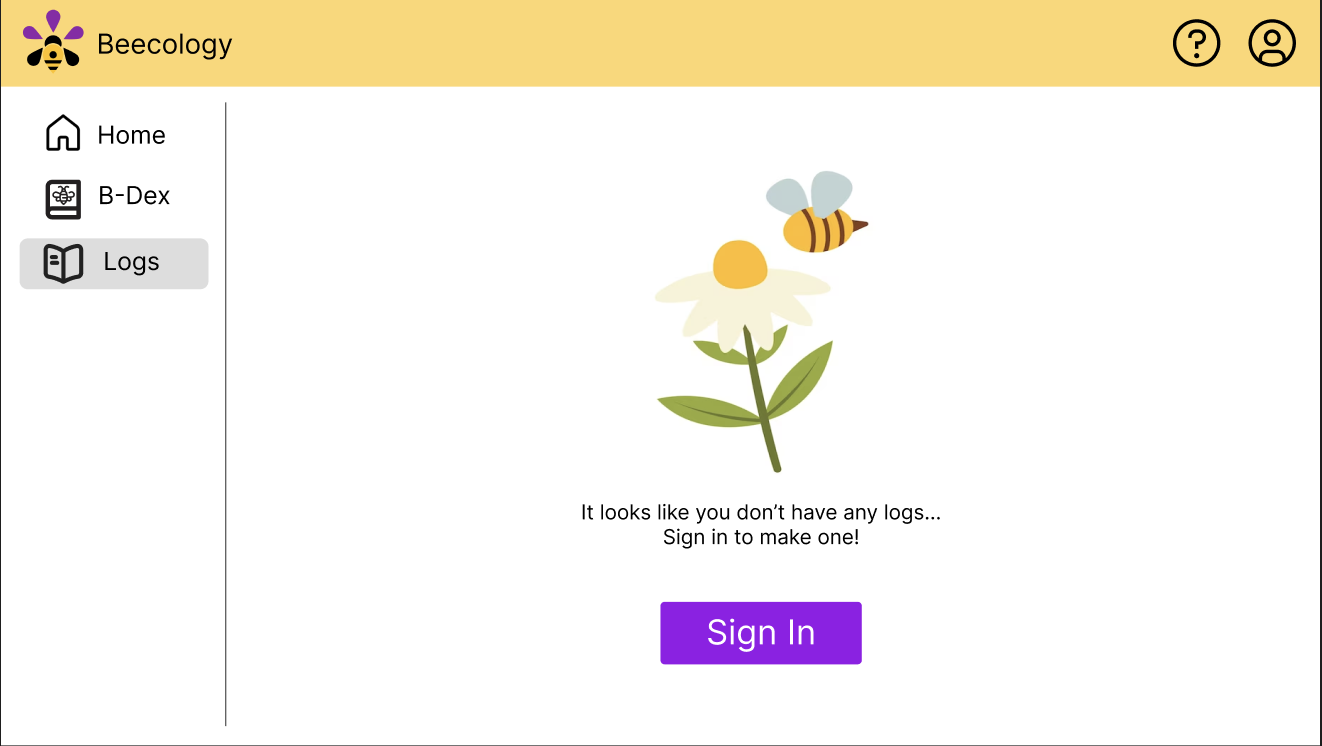 Beecology
Home
B-Dex
Logs
It looks like you don’t have any logs...
Sign in to make one!
Sign In